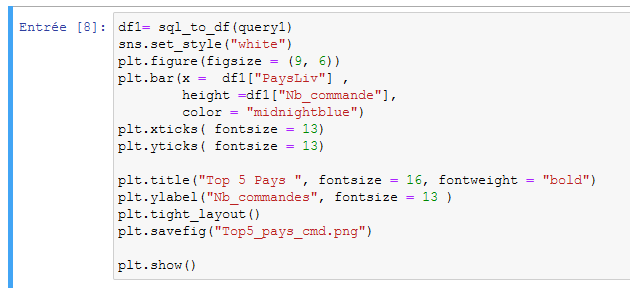 Entrée [8]: df1= sql_to_df(query1)
sns.set_style("white")
plt.figure(figsize = (9, 6))
plt.bar(x =  df1["PaysLiv"] ,
        height =df1["Nb_commande"],
        color = "midnightblue")
plt.xticks( fontsize = 13)
plt.yticks( fontsize = 13)

plt.title("Top 5 Pays ", fontsize = 16, fontweight = "bold")
plt.ylabel("Nb_commandes", fontsize = 13 )
plt.tight_layout()
plt.savefig("Top5_pays_cmd.png")

plt.show()